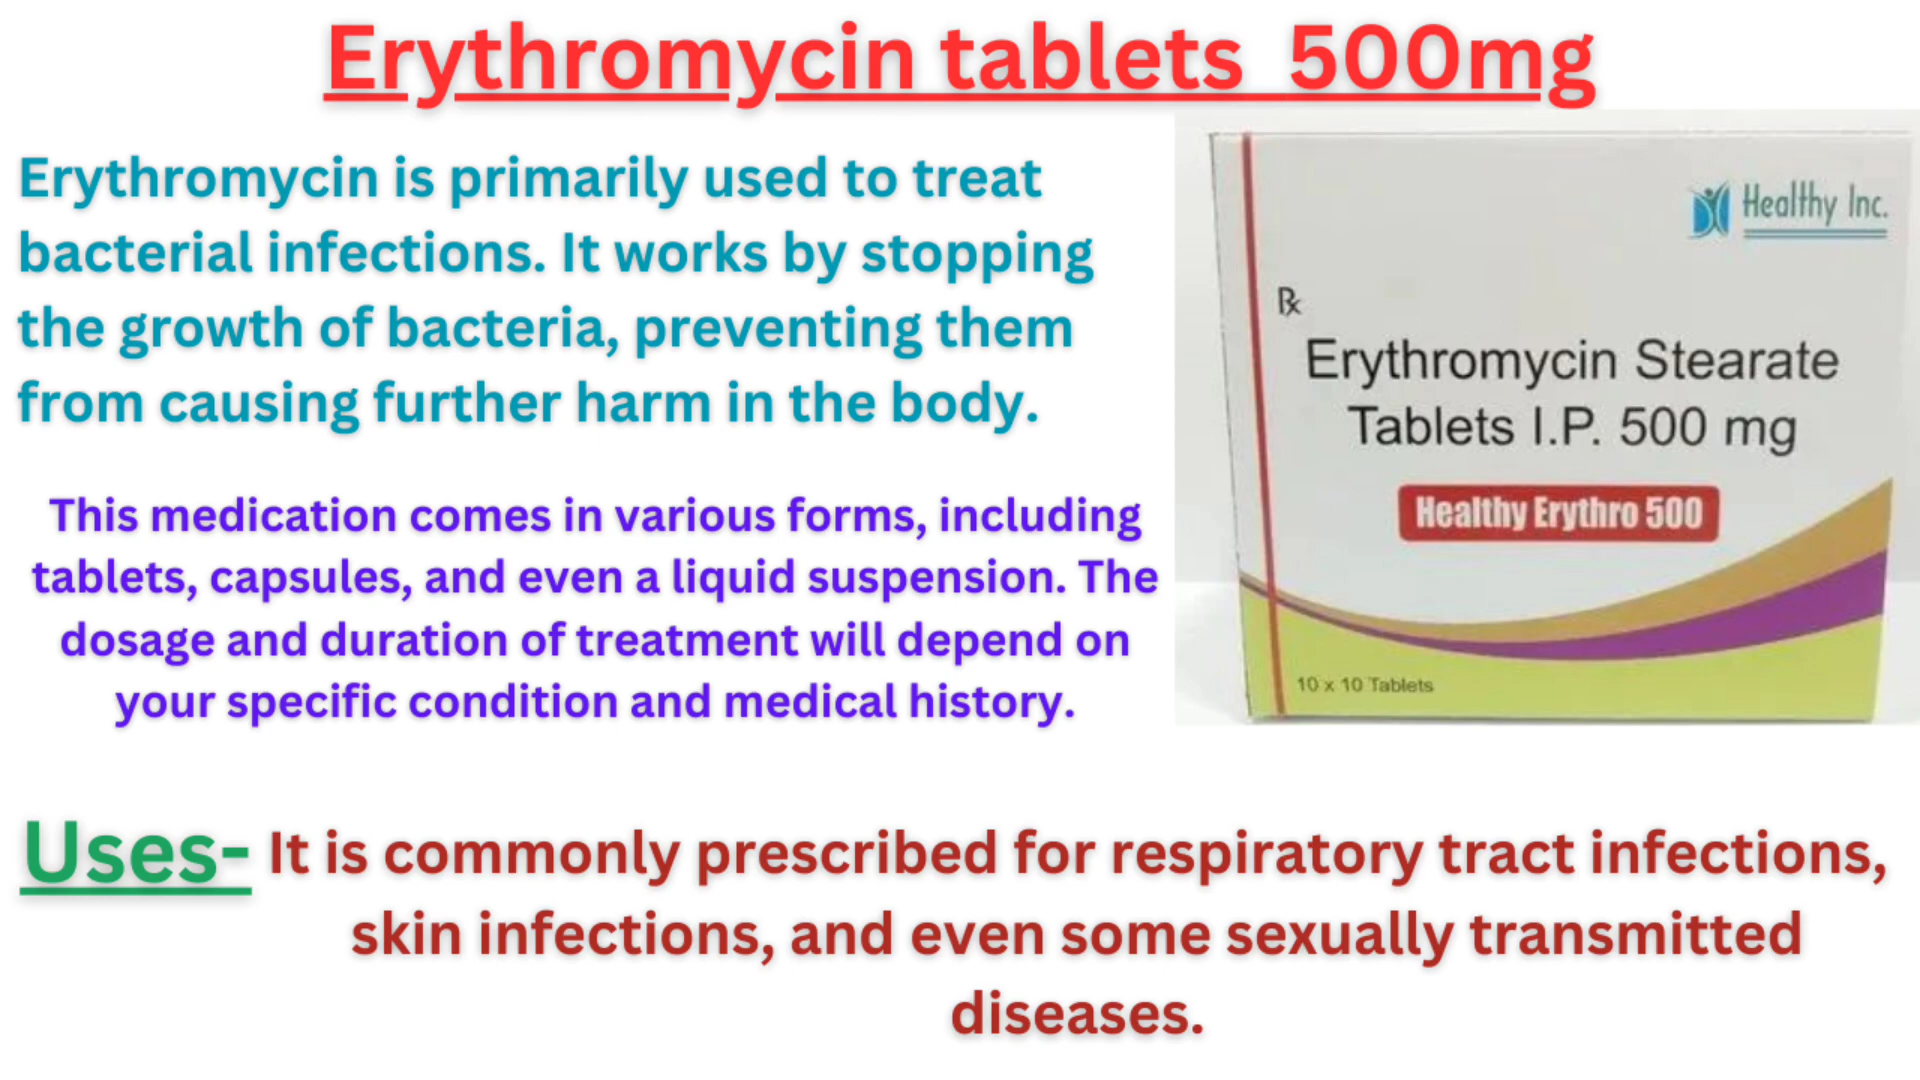 Erythromycin tablets 500mg
Erythromycin is primarily used to treat
bacterial infections. It works by stopping
the growth of bacteria, preventing them
from causing further harm in the body.
This medication comes in various forms, including
tablets, capsules, and even a liquid suspension. The
dosage and duration of treatment will depend on
your specific condition and medical history.
Healthy Inc.
Rx
Erythromycin Stearate
Tablets I.P. 500 mg
Healthy Erythro 500
10 x 10 Tablets
Uses- It is commonly prescribed for respiratory tract infections,
skin infections, and even some sexually transmitted
diseases.